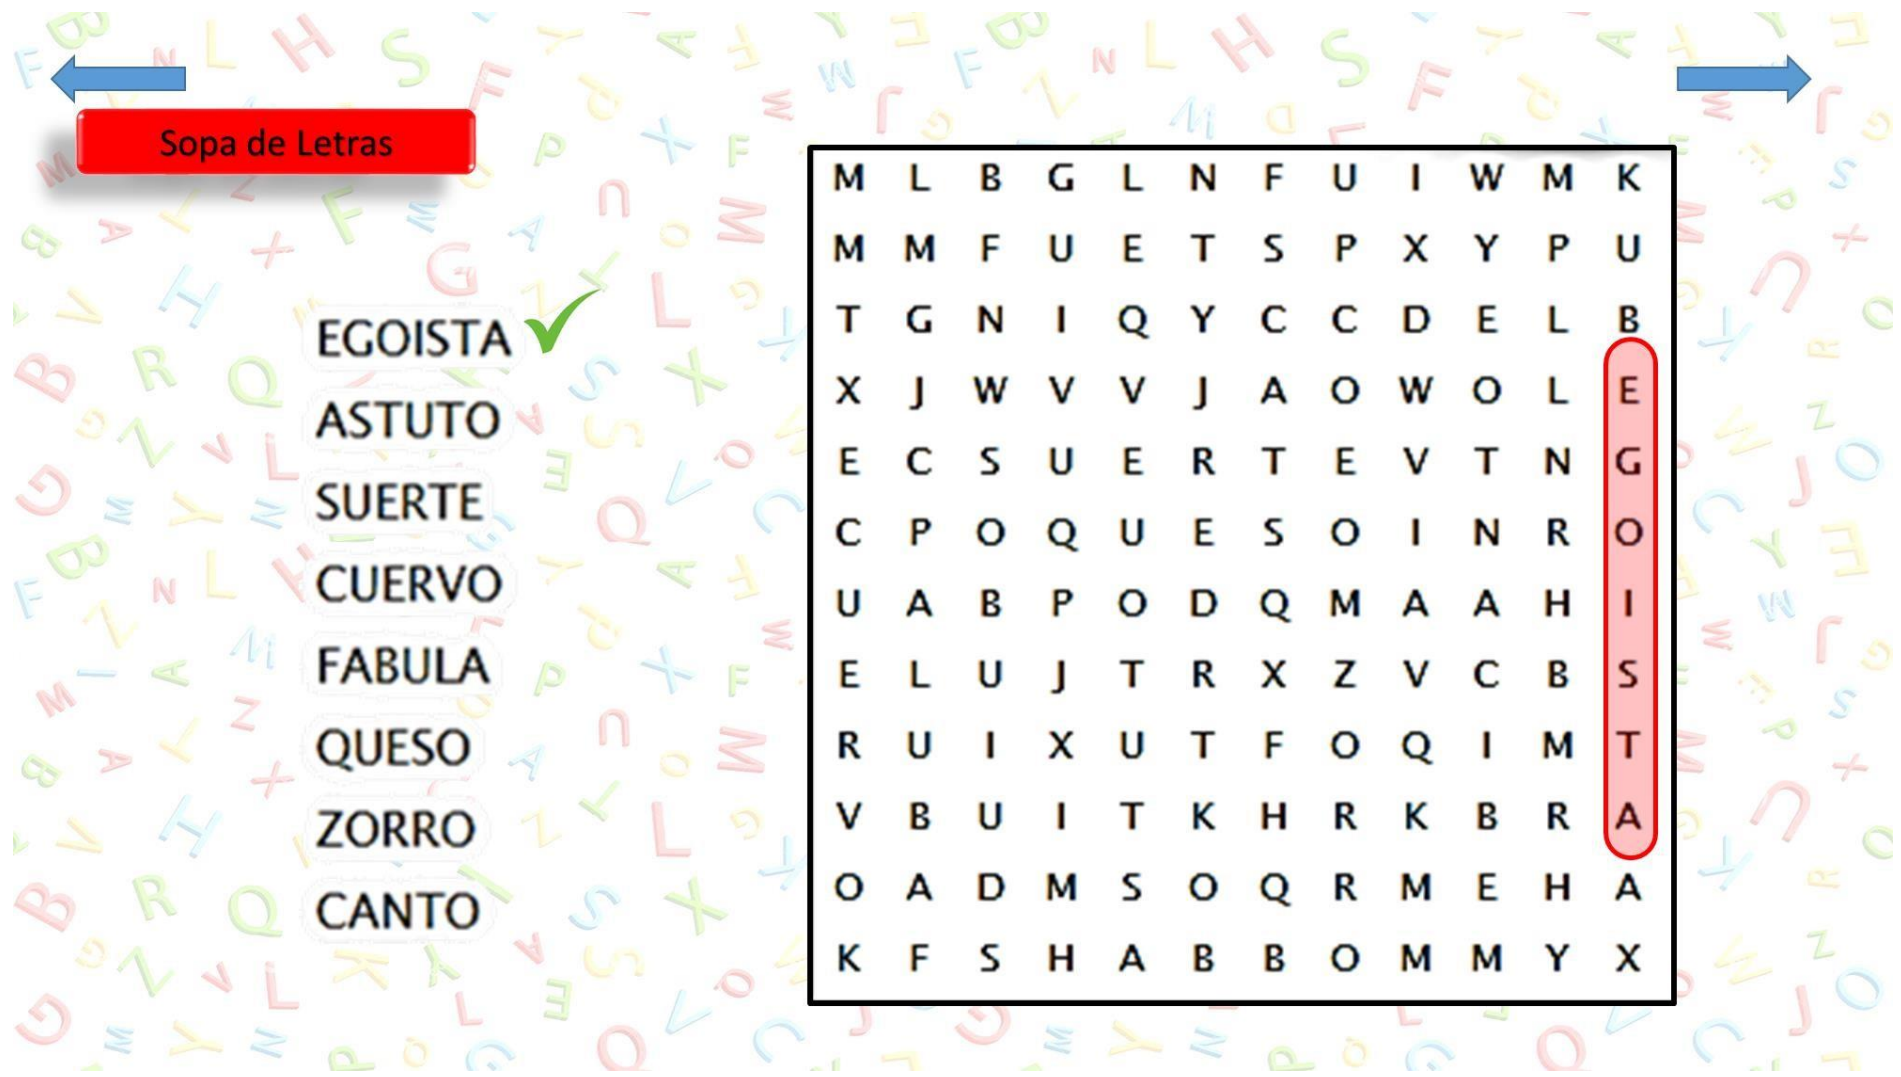 Sopa de Letras
EGOISTA
ASTUTO
SUERTE
CUERVO
FABULA
QUESO
ZORRO
CANTO
M L B G L N F U I W M K
M M F U E T S P X Y P U
T G N I Q Y C C D E L B
X J W V V J A O W O L E
E C S U E R T E V T N G
C P O Q U E S O I N R O
U A B P O D Q M A A H I
E L U J T R X Z V C B S
R U I X U T F O Q I M T
V B U I T K H R K B R A
O A D M S O Q R M E H A
K F S H A B B O M M Y X